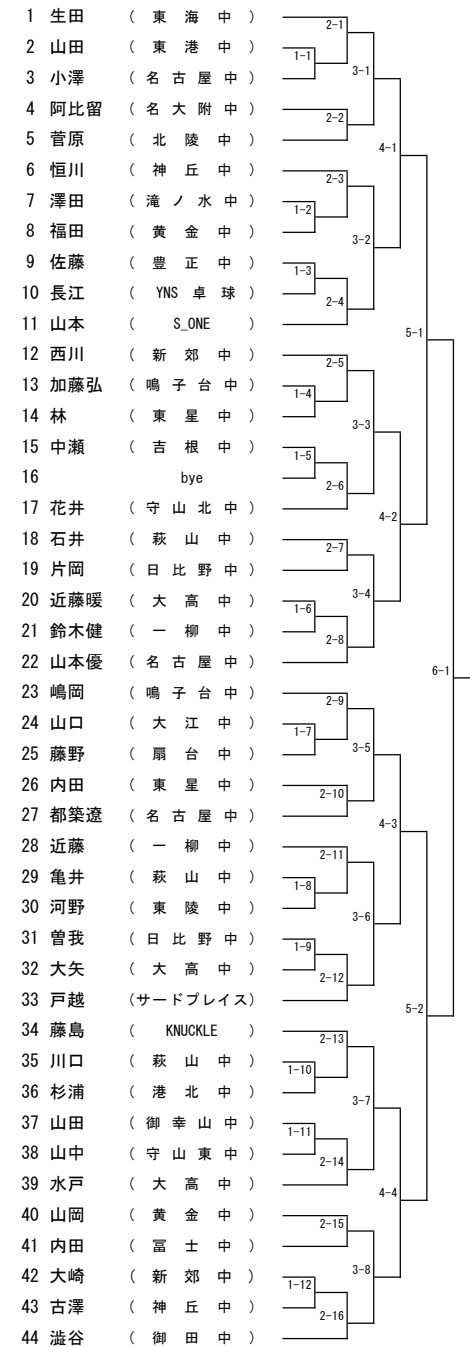 1 生田 ( 東 海 中 )
2-1
2 山田 ( 東 港 中 )
1-1
3 小澤 ( 名 古 屋 中 )
3-1
4 阿比留 ( 名 大 附 中 )
2-2
5 菅原 ( 北 陵 中 )
4-1
6 恒川 ( 神 丘 中 )
2-3
7 澤田 ( 滝 ノ 水 中 )
1-2
8 福田 ( 黄 金 中 )
3-2
9 佐藤 ( 豊 正 中 )
1-3
10 長江 ( YNS 卓 球 )
2-4
11 山本 ( S_ONE )
5-1
12 西川 ( 新 郊 中 )
2-5
13 加藤弘 ( 鳴 子 台 中 )
1-4
14 林 ( 東 星 中 )
3-3
15 中瀬 ( 吉 根 中 )
1-5
16 bye
2-6
17 花井 ( 守 山 北 中 )
4-2
18 石井 ( 萩 山 中 )
2-7
19 片岡 ( 日 比 野 中 )
3-4
20 近藤暖 ( 大 高 中 )
1-6
21 鈴木健 ( 一 柳 中 )
2-8
22 山本優 ( 名 古 屋 中 )
6-1
23 嶋岡 ( 鳴 子 台 中 )
2-9
24 山口 ( 大 江 中 )
1-7
25 藤野 ( 扇 台 中 )
3-5
26 内田 ( 東 星 中 )
2-10
27 都築遼 ( 名 古 屋 中 )
4-3
28 近藤 ( 一 柳 中 )
2-11
29 亀井 ( 萩 山 中 )
1-8
30 河野 ( 東 陵 中 )
3-6
31 曽我 ( 日 比 野 中 )
1-9
32 大矢 ( 大 高 中 )
2-12
33 戸越 (サードプレイス)
5-2
34 藤島 ( KNUCKLE )
2-13
35 川口 ( 萩 山 中 )
1-10
36 杉浦 ( 港 北 中 )
3-7
37 山田 ( 御 幸 山 中 )
1-11
38 山中 ( 守 山 東 中 )
2-14
39 水戸 ( 大 高 中 )
4-4
40 山岡 ( 黄 金 中 )
2-15
41 内田 ( 冨 士 中 )
3-8
42 大崎 ( 新 郊 中 )
1-12
43 古澤 ( 神 丘 中 )
2-16
44 澁谷 ( 御 田 中 )